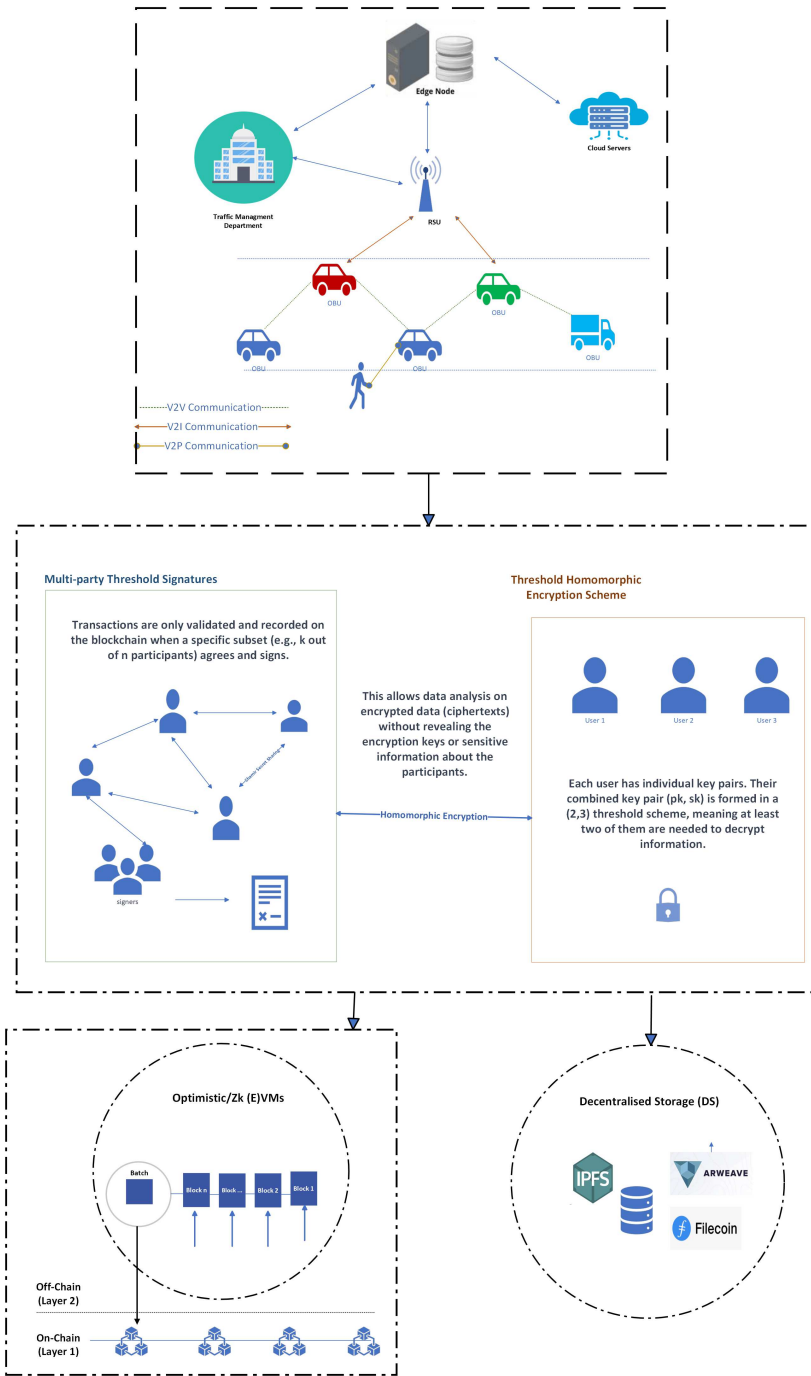 Edge Node
Cloud Servers
Traffic Managment
Department
RSU
OBU
OBU
OBU
OBU
OBU
V2V Communication
V2I Communication
V2P Communication
Multi-party Threshold Signatures
Threshold Homomorphic
Encryption Scheme
Transactions are only validated and recorded on
the blockchain when a specific subset (e.g., k out
of n participants) agrees and signs.
This allows data analysis on
encrypted data (ciphertexts)
without revealing the
encryption keys or sensitive
information about the
participants.
User 1
User 2
User 3
Secret Sharing
Homomorphic Encryption
Each user has individual key pairs. Their
combined key pair (pk, sk) is formed in a
(2,3) threshold scheme, meaning at least
two of them are needed to decrypt
information.
signers
Optimistic/Zk (E)VMs
Batch
Block n
Block ...
Block 2
Block 1
Off-Chain
(Layer 2)
On-Chain
(Layer 1)
Decentralised Storage (DS)
IPFS
ARWEAVE
Filecoin